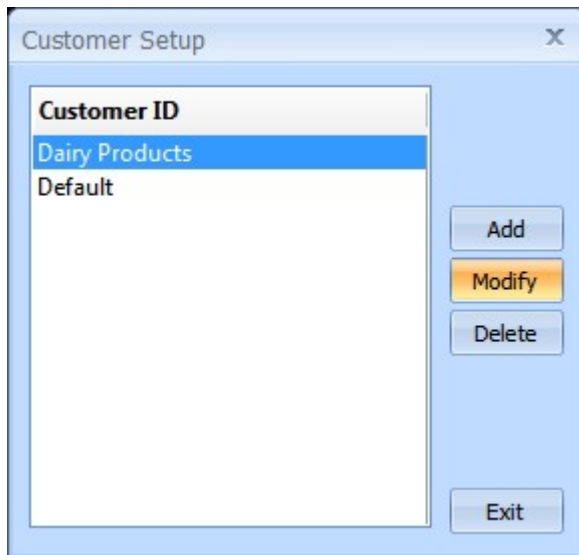 Customer Setup
Customer ID
Dairy Products
Default
Add
Modify
Delete
Exit